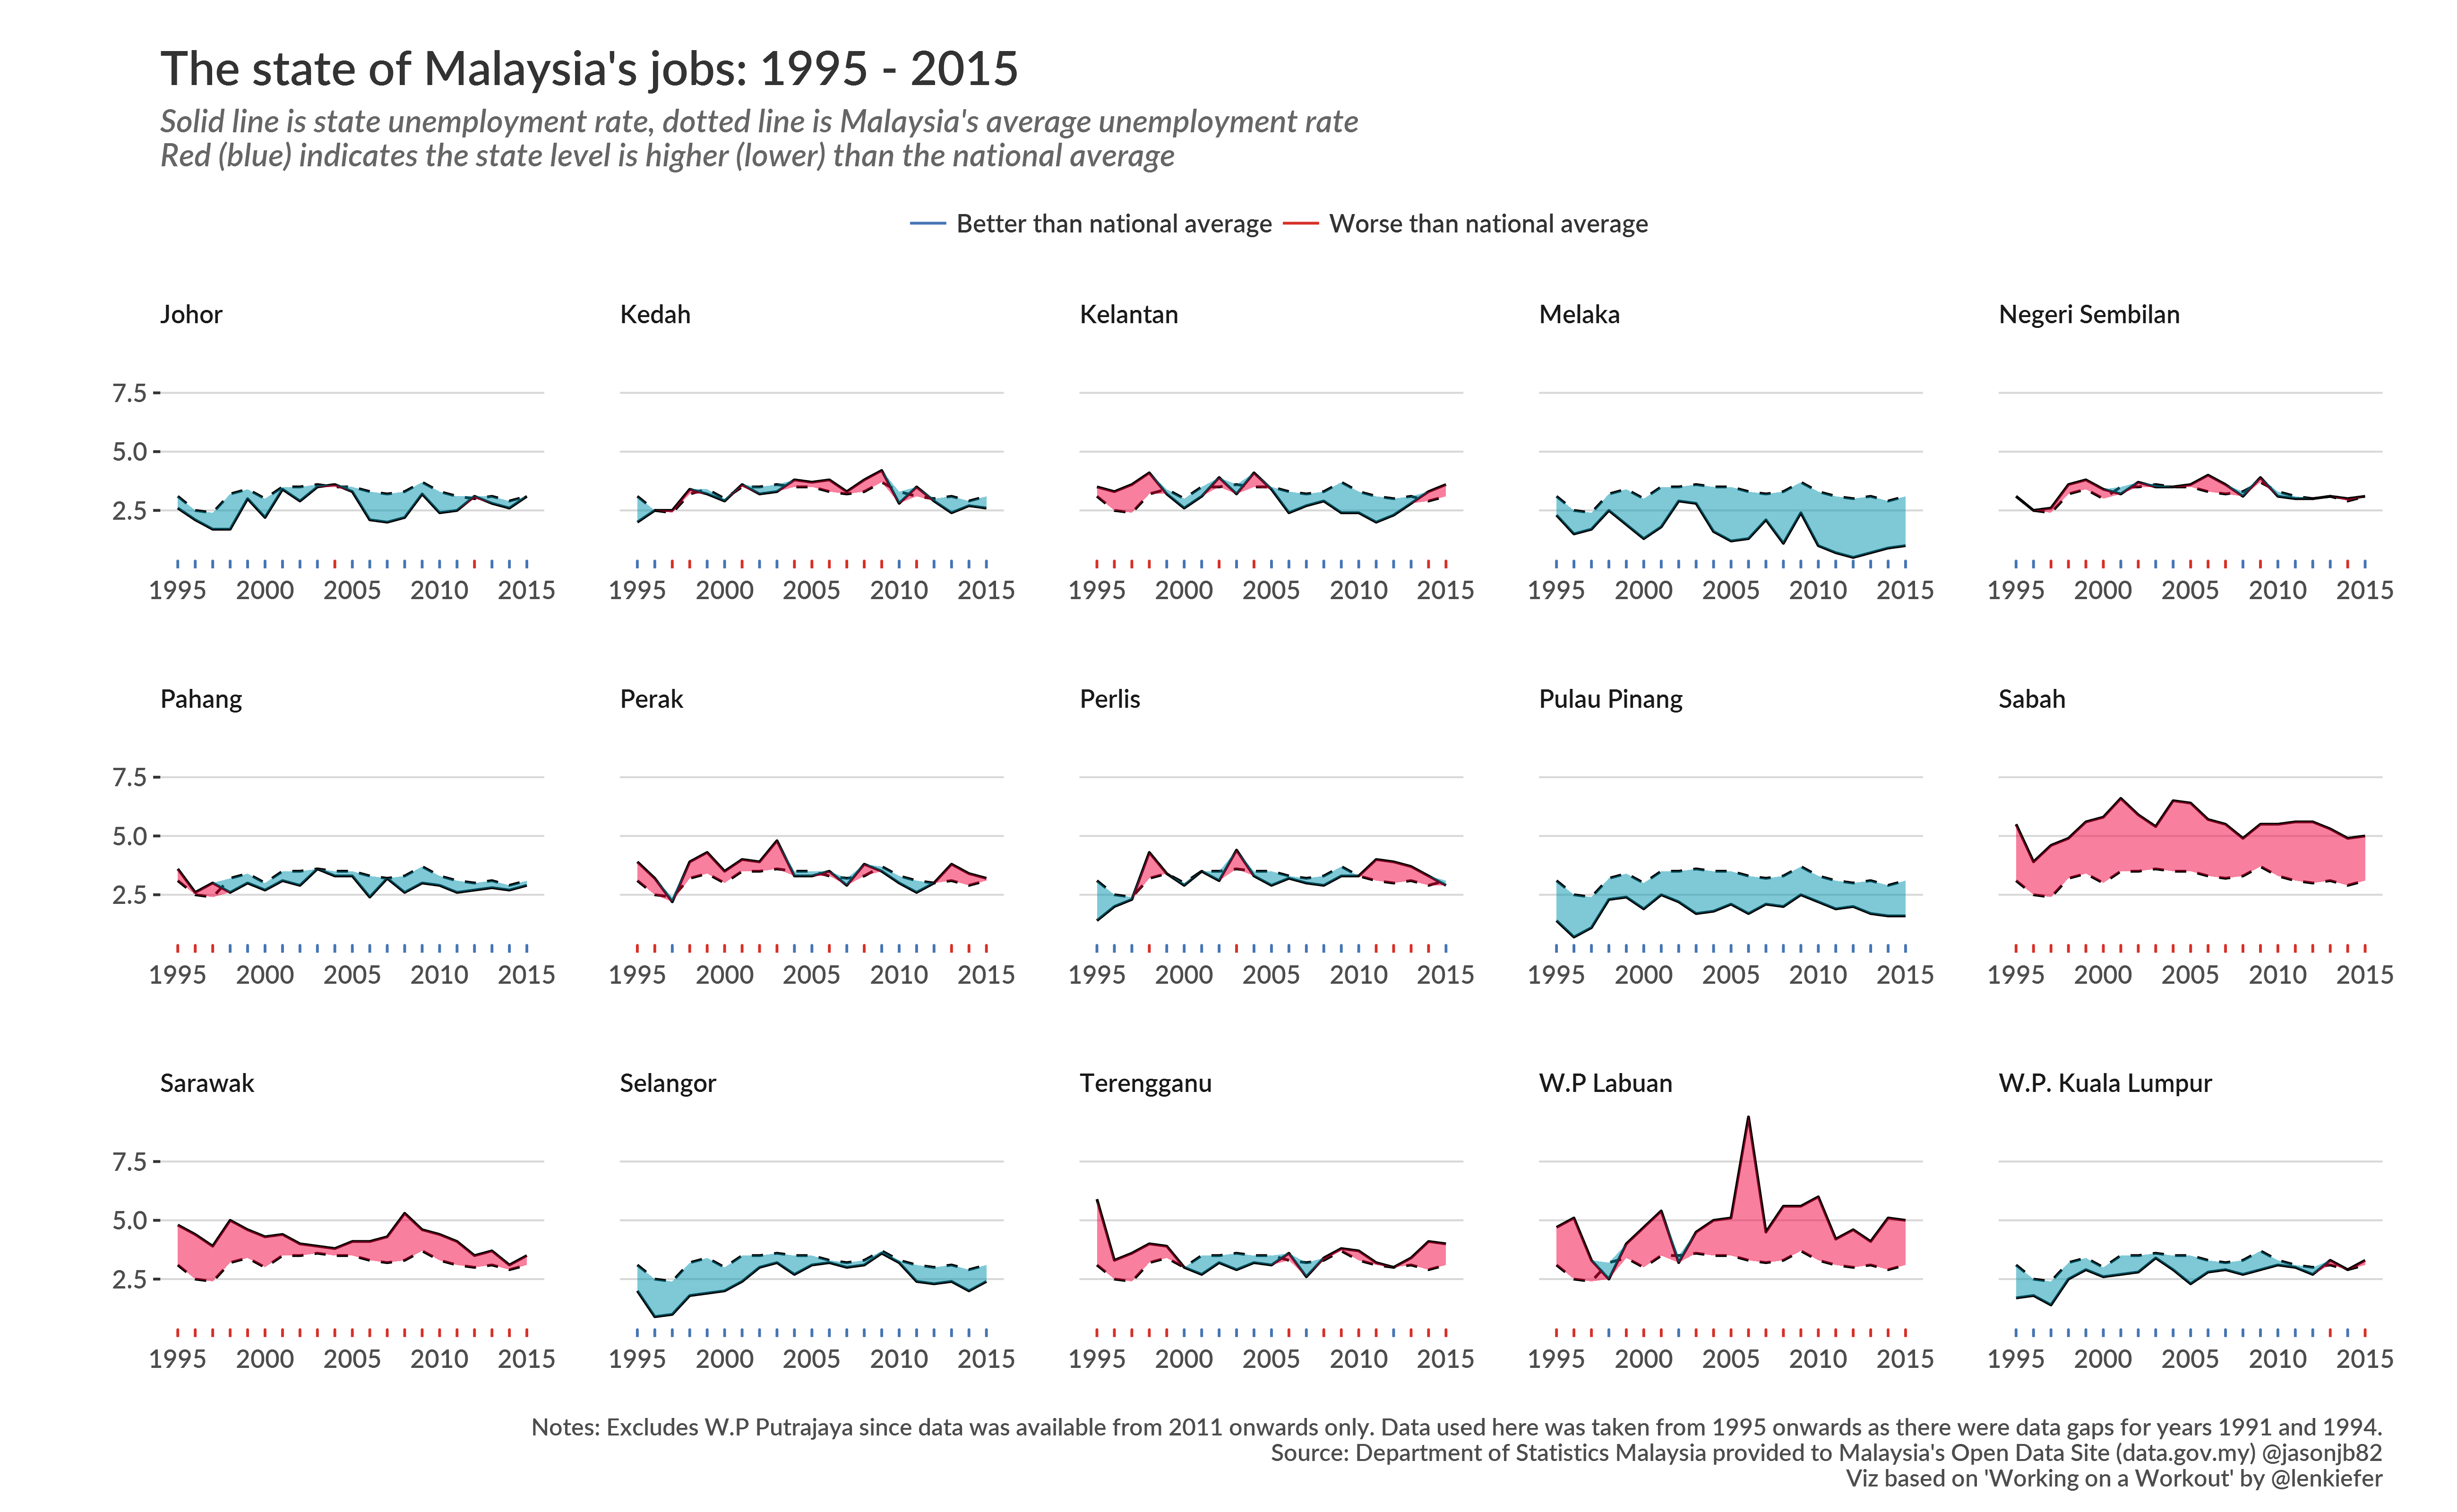 The state of Malaysia's jobs: 1995 - 2015
Solid line is state unemployment rate, dotted line is Malaysia's average unemployment rate
Red (blue) indicates the state level is higher (lower) than the national average
Better than national average Worse than national average
Johor Kedah Kelantan Melaka Negeri Sembilan
7.5
5.0
2.5
1995 2000 2005 2010 2015 1995 2000 2005 2010 2015 1995 2000 2005 2010 2015 1995 2000 2005 2010 2015 1995 2000 2005 2010 2015
Pahang Perak Perlis Pulau Pinang Sabah
7.5
5.0
2.5
1995 2000 2005 2010 2015 1995 2000 2005 2010 2015 1995 2000 2005 2010 2015 1995 2000 2005 2010 2015 1995 2000 2005 2010 2015
Sarawak Selangor Terengganu W.P Labuan W.P. Kuala Lumpur
7.5
5.0
2.5
1995 2000 2005 2010 2015 1995 2000 2005 2010 2015 1995 2000 2005 2010 2015 1995 2000 2005 2010 2015 1995 2000 2005 2010 2015
Notes: Excludes W.P Putrajaya since data was available from 2011 onwards only. Data used here was taken from 1995 onwards as there were data gaps for years 1991 and 1994.
Source: Department of Statistics Malaysia provided to Malaysia's Open Data Site (data.gov.my) @jasonjb82
Viz based on 'Working on a Workout' by @lenkiefer